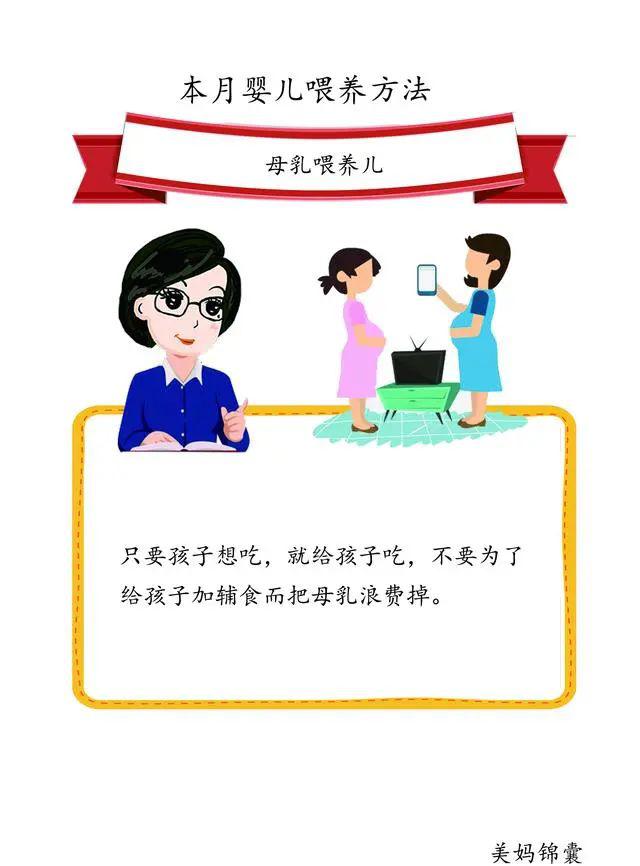 本月婴儿喂养方法
母乳喂养儿
只要孩子想吃，就给孩子吃，不要为了
给孩子加辅食而把母乳浪费掉。
美妈锦囊